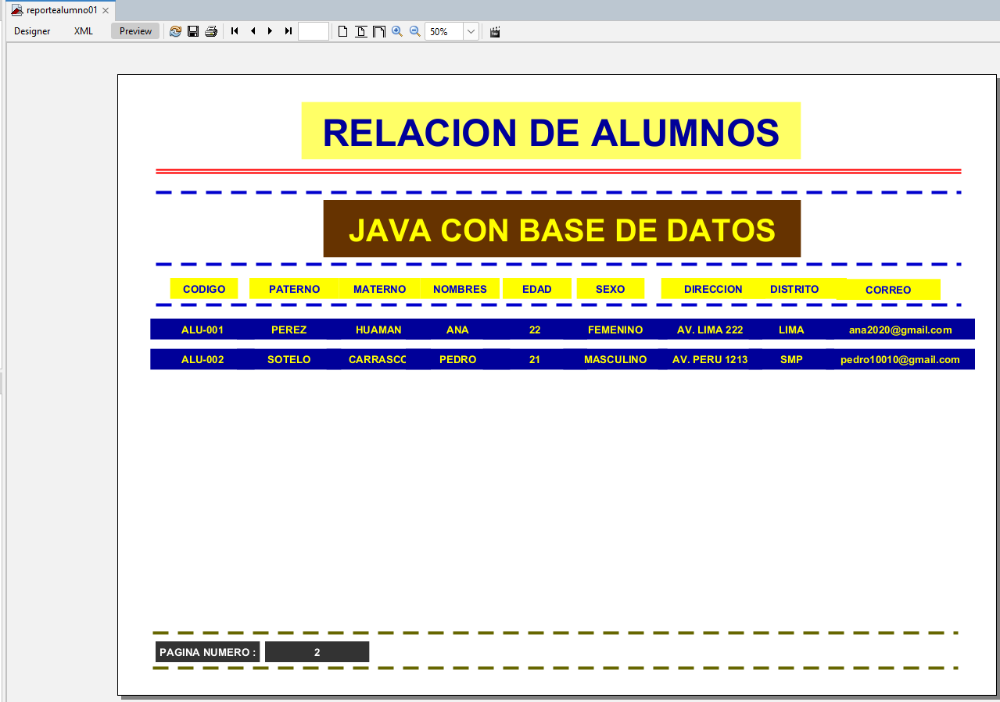 reportealumno01
Designer XML Preview 50%
RELACION DE ALUMNOS
JAVA CON BASE DE DATOS
CODIGO PATERNO MATERNO NOMBRES EDAD SEXO DIRECCION DISTRITO CORREO
ALU-001 PEREZ HUAMAN ANA 22 FEMENINO AV. LIMA 222 LIMA ana2020@gmail.com
ALU-002 SOTELO CARRASCO PEDRO 21 MASCULINO AV. PERU 1213 SMP pedro10010@gmail.com
PAGINA NUMERO : 2